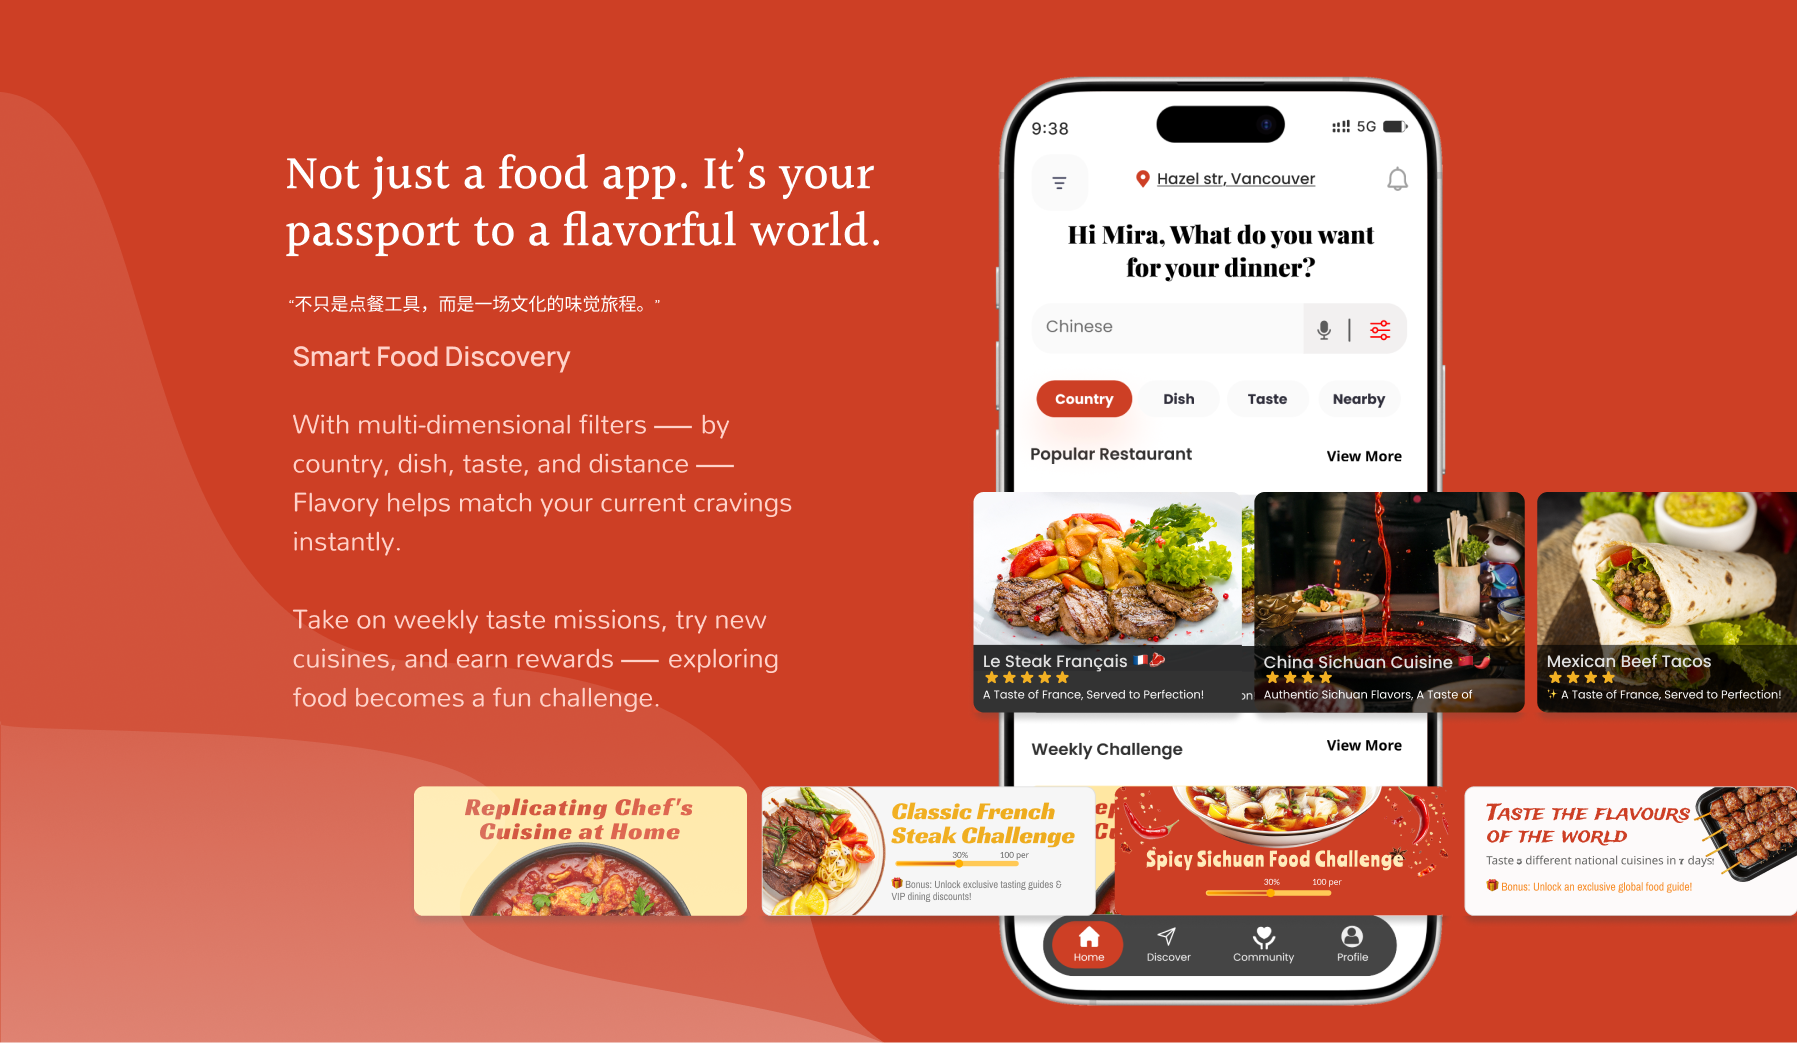 Not just a food app. It’s your
passport to a flavorful world.
“不只是点餐工具，而是一场文化的味觉旅程。”
Smart Food Discovery
With multi-dimensional filters — by
country, dish, taste, and distance —
Flavory helps match your current cravings
instantly.
Take on weekly taste missions, try new
cuisines, and earn rewards — exploring
food becomes a fun challenge.
9:38
5G
Hazel str, Vancouver
Hi Mira, What do you want
for your dinner?
Chinese
Country
Dish
Taste
Nearby
Popular Restaurant
View More
Le Steak Français 🇫🇷🥩
A Taste of France, Served to Perfection!
on
China Sichuan Cuisine 🇨🇳🌶️
Authentic Sichuan Flavors, A Taste of
Mexican Beef Tacos
✨ A Taste of France, Served to Perfection!
Weekly Challenge
View More
Replicating Chef's
Cuisine at Home
Classic French
Steak Challenge
30%
100 per
🎁 Bonus: Unlock exclusive tasting guides &
VIP dining discounts!
Spicy Sichuan Food Challenge
30%
100 per
Taste the flavours
of the world
Taste 5 different national cuisines in 7 days!
🎁 Bonus: Unlock an exclusive global food guide!
Home
Discover
Community
Profile